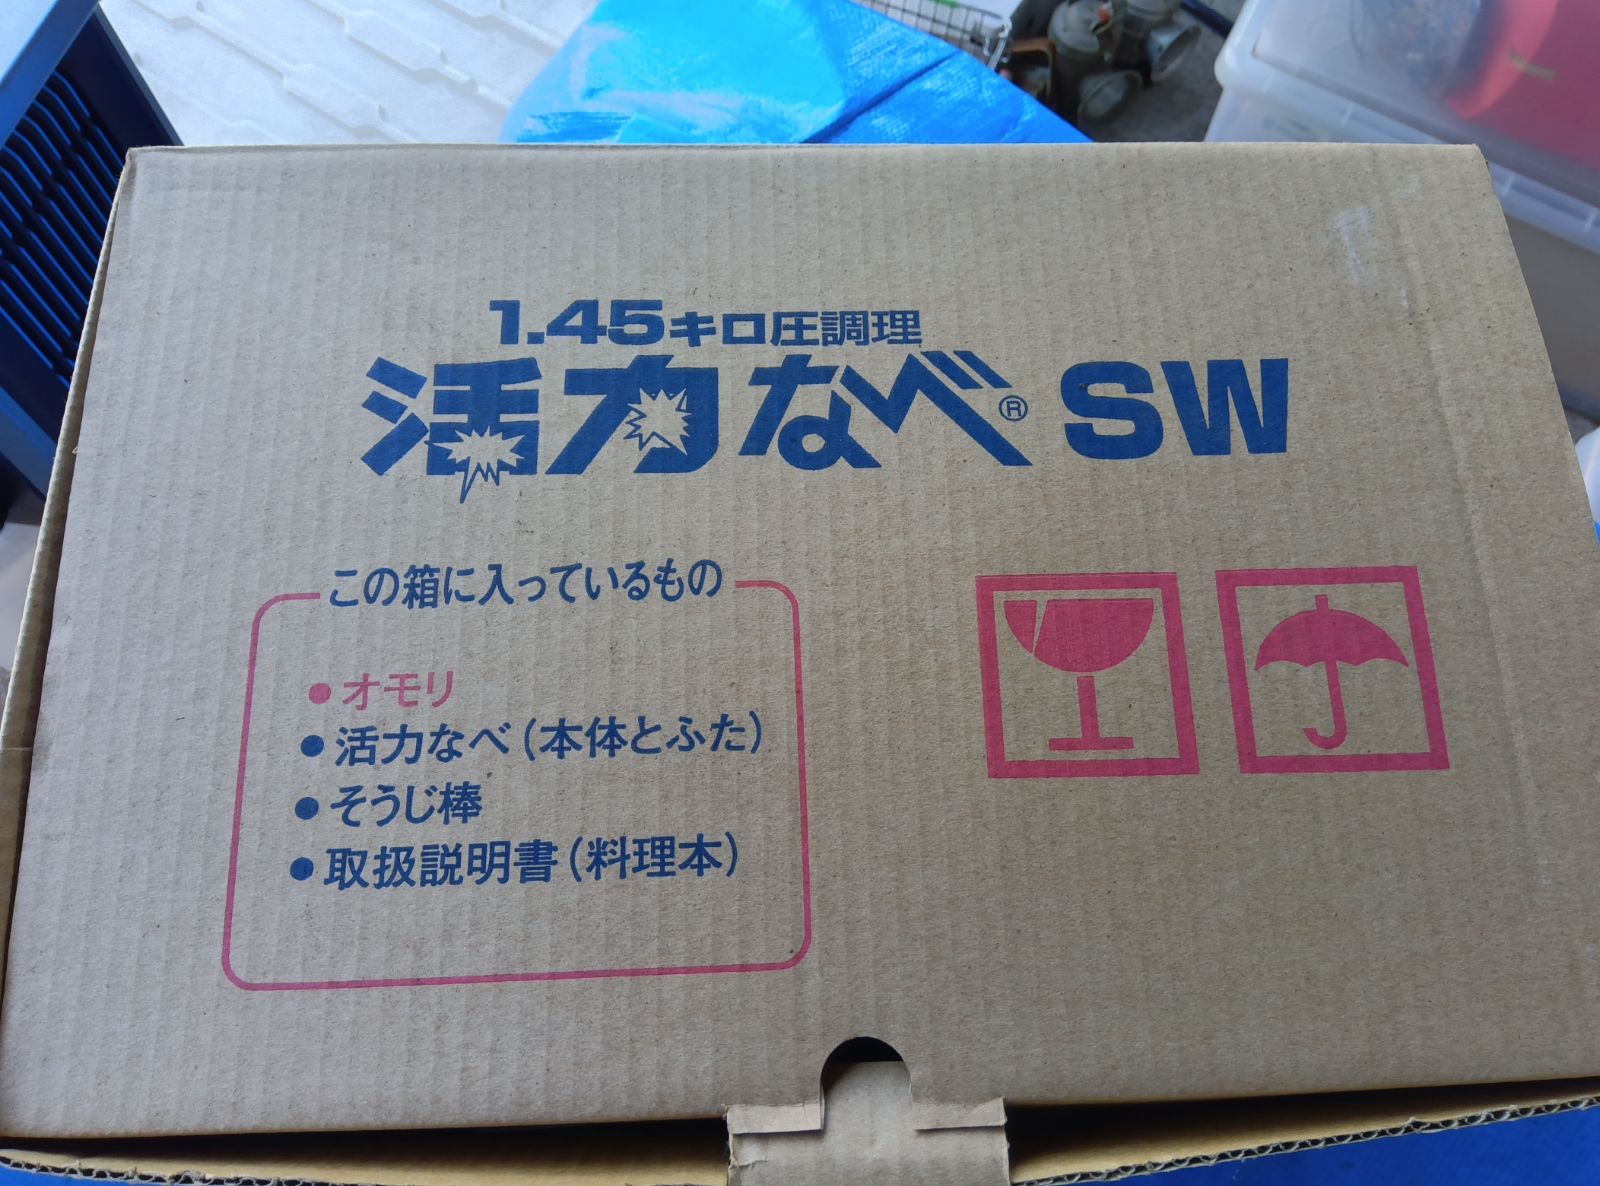 1.45キロ圧調理
活力なべ® SW
この箱に入っているもの
●オモリ
●活力なべ(本体とふた)
●そうじ棒
●取扱説明書(料理本)